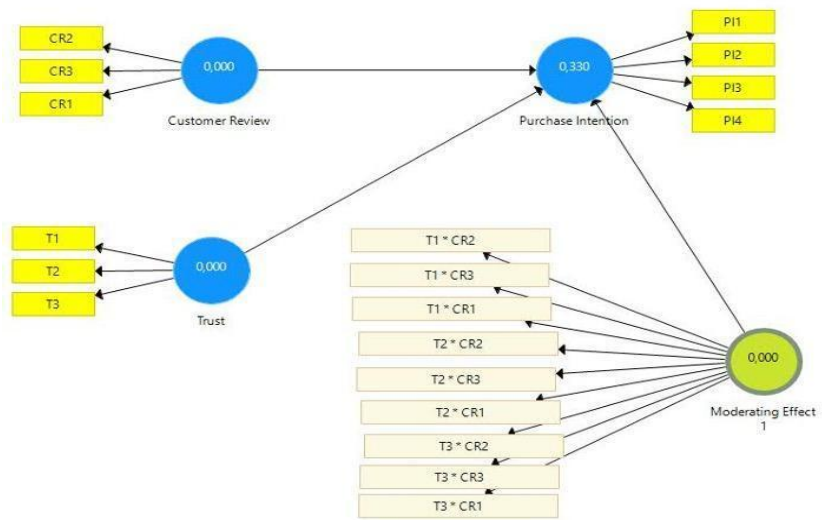 CR2
CR3
CR1
0,000
Customer Review
0,330
Purchase Intention
PI1
PI2
PI3
PI4
T1
T2
T3
0,000
Trust
T1 * CR2
T1 * CR3
T1 * CR1
T2 * CR2
T2 * CR3
T2 * CR1
T3 * CR2
T3 * CR3
T3 * CR1
0,000
Moderating Effect
1